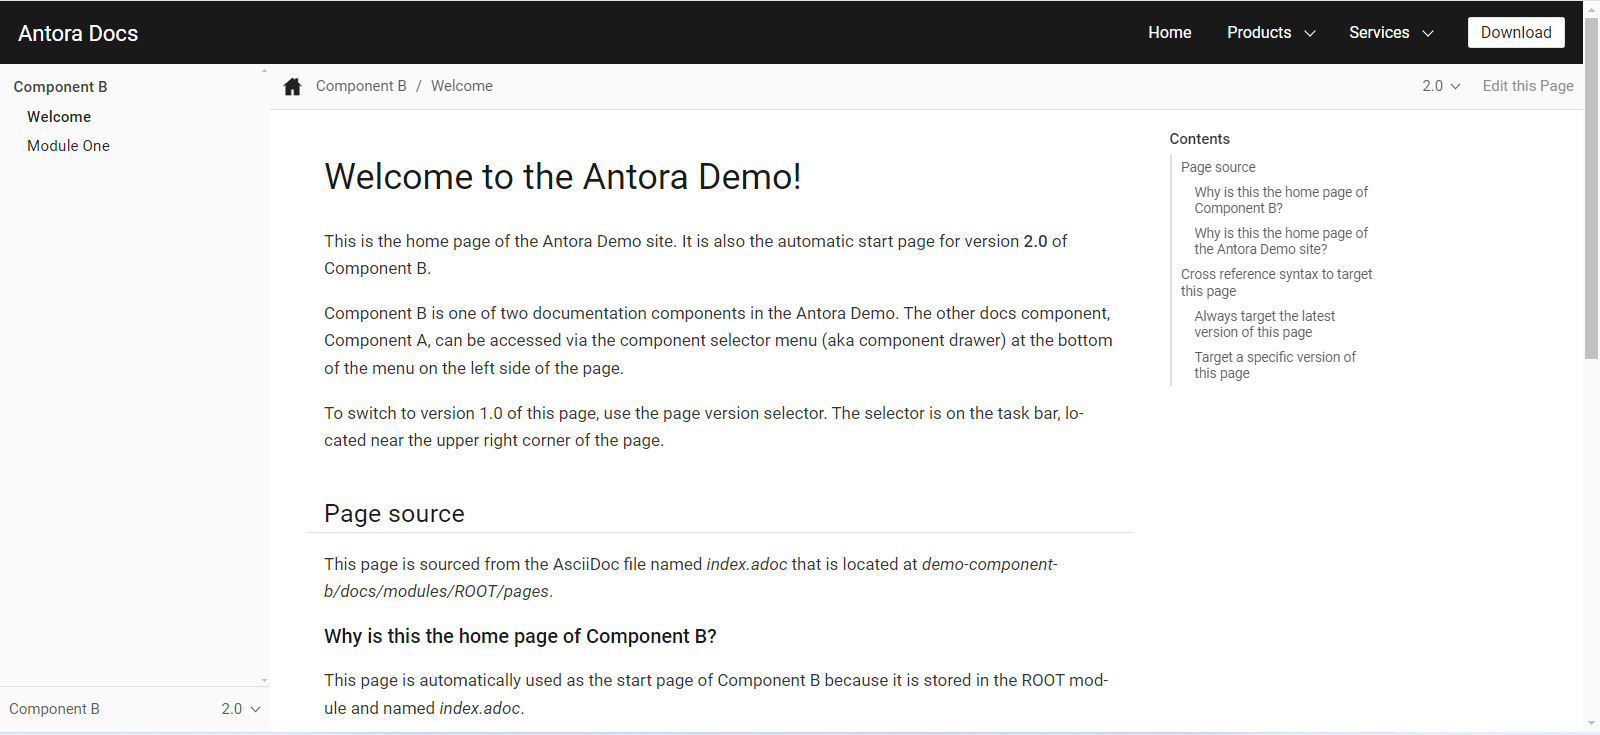 Antora Docs
Home
Products
Services
Download
Component B
Welcome
Module One
Component B / Welcome
2.0
Edit this Page
Welcome to the Antora Demo!
This is the home page of the Antora Demo site. It is also the automatic start page for version 2.0 of
Component B.
Component B is one of two documentation components in the Antora Demo. The other docs component,
Component A, can be accessed via the component selector menu (aka component drawer) at the bottom
of the menu on the left side of the page.
To switch to version 1.0 of this page, use the page version selector. The selector is on the task bar, lo-
cated near the upper right corner of the page.
Page source
This page is sourced from the AsciiDoc file named index.adoc that is located at demo-component-
b/docs/modules/ROOT/pages.
Why is this the home page of Component B?
This page is automatically used as the start page of Component B because it is stored in the ROOT mod-
ule and named index.adoc.
Contents
Page source
Why is this the home page of
Component B?
Why is this the home page of
the Antora Demo site?
Cross reference syntax to target
this page
Always target the latest
version of this page
Target a specific version of
this page
Component B
2.0